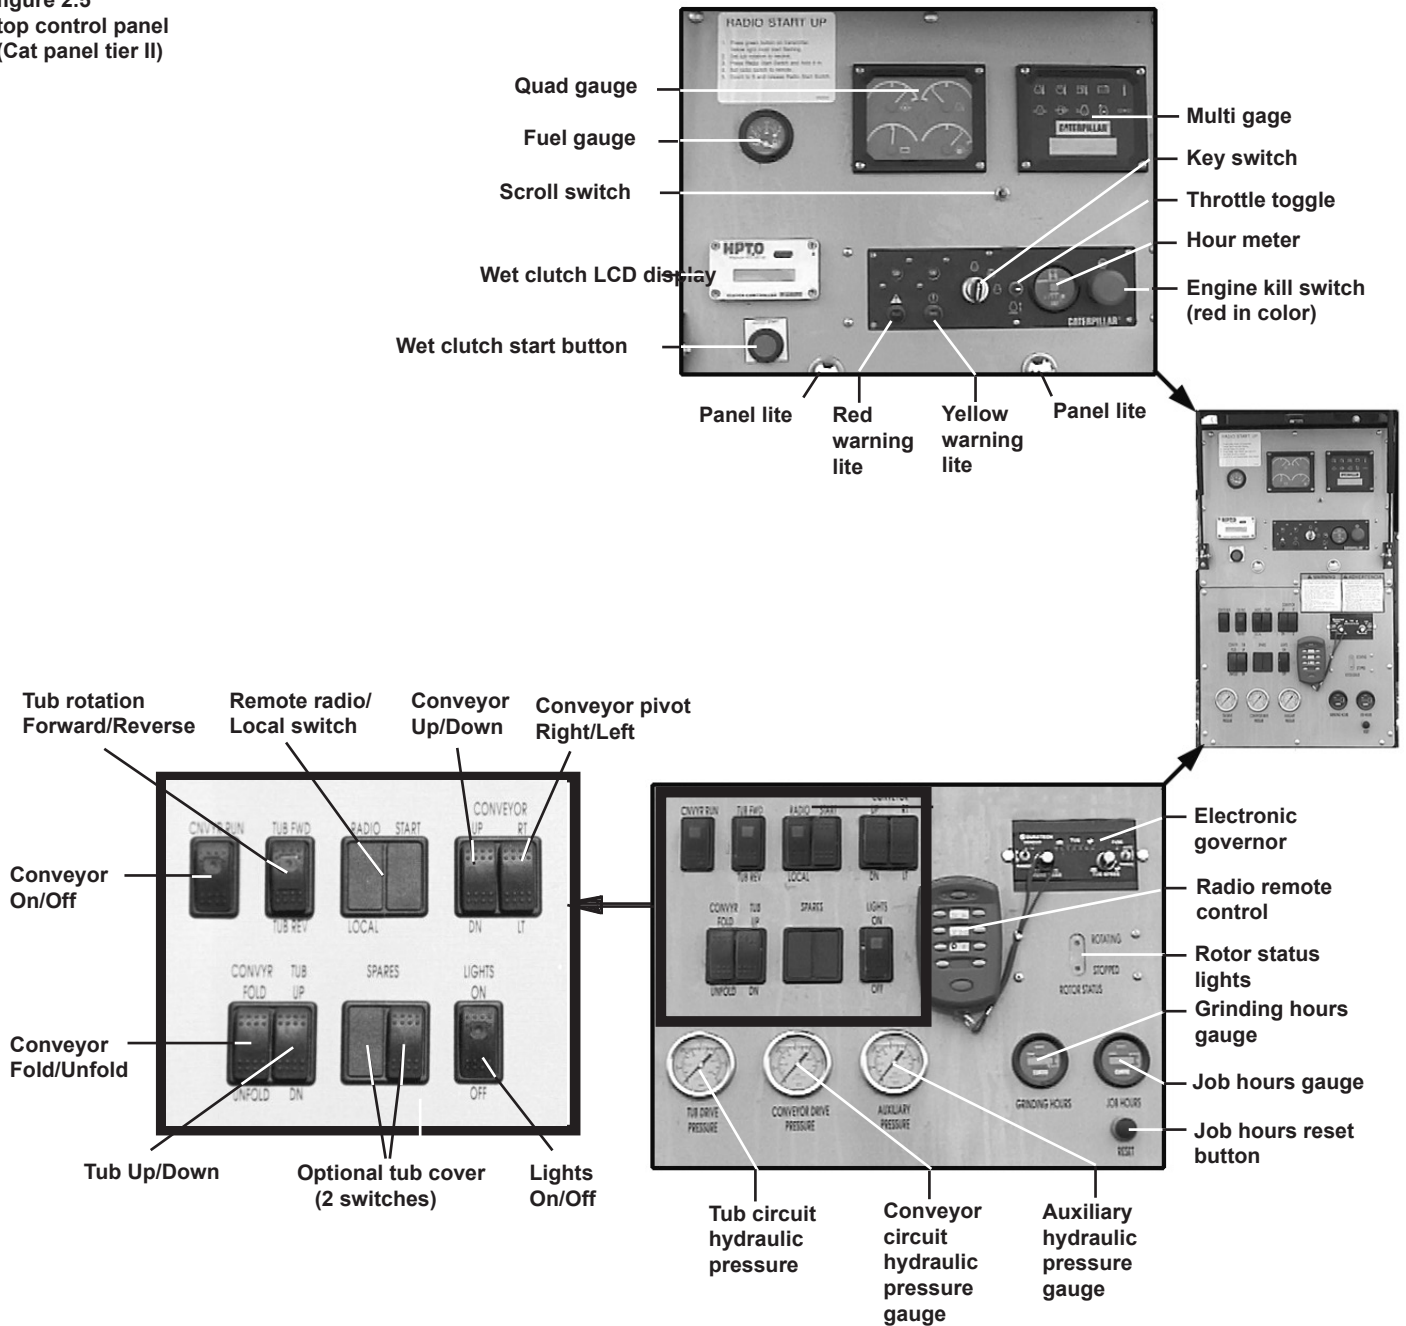 igure 2.5
top control panel
(Cat panel tier II)
RADIO START UP
Quad gauge
Fuel gauge
Scroll switch
Wet clutch LCD display
Wet clutch start button
HPTO
CATERPILLAR
CATERPILLAR
Multi gage
Key switch
Throttle toggle
Hour meter
Engine kill switch
(red in color)
Panel lite
Red
warning
lite
Yellow
warning
lite
Panel lite
RADIO START UP
HPTO
WARNING
Tub rotation
Forward/Reverse
Remote radio/
Local switch
Conveyor
Up/Down
Conveyor pivot
Right/Left
Conveyor
On/Off
Conveyor
Fold/Unfold
CNVYR RUN
TUB FWD
TUB REV
RADIO START
LOCAL
CONVEYOR
UP RT
DN LT
CONVYR TUB
FOLD UP
UNFOLD DN
SPARES
LIGHTS
ON
OFF
Tub Up/Down
Optional tub cover
(2 switches)
Lights
On/Off
CNVYR RUN
TUB FWD
TUB REV
RADIO START
LOCAL
CONVEYOR
UP RT
DN LT
CONVYR TUB
FOLD UP
UNFOLD DN
SPARES
LIGHTS
ON
OFF
ROTATING
STOPPED
ROTOR STATUS
TUB DRIVE
PRESSURE
CONVEYOR DRIVE
PRESSURE
AUXILIARY
PRESSURE
GRINDING HOURS
JOB HOURS
RESET
Electronic
governor
Radio remote
control
Rotor status
lights
Grinding hours
gauge
Job hours gauge
Job hours reset
button
Tub circuit
hydraulic
pressure
Conveyor
circuit
hydraulic
pressure
gauge
Auxiliary
hydraulic
pressure
gauge